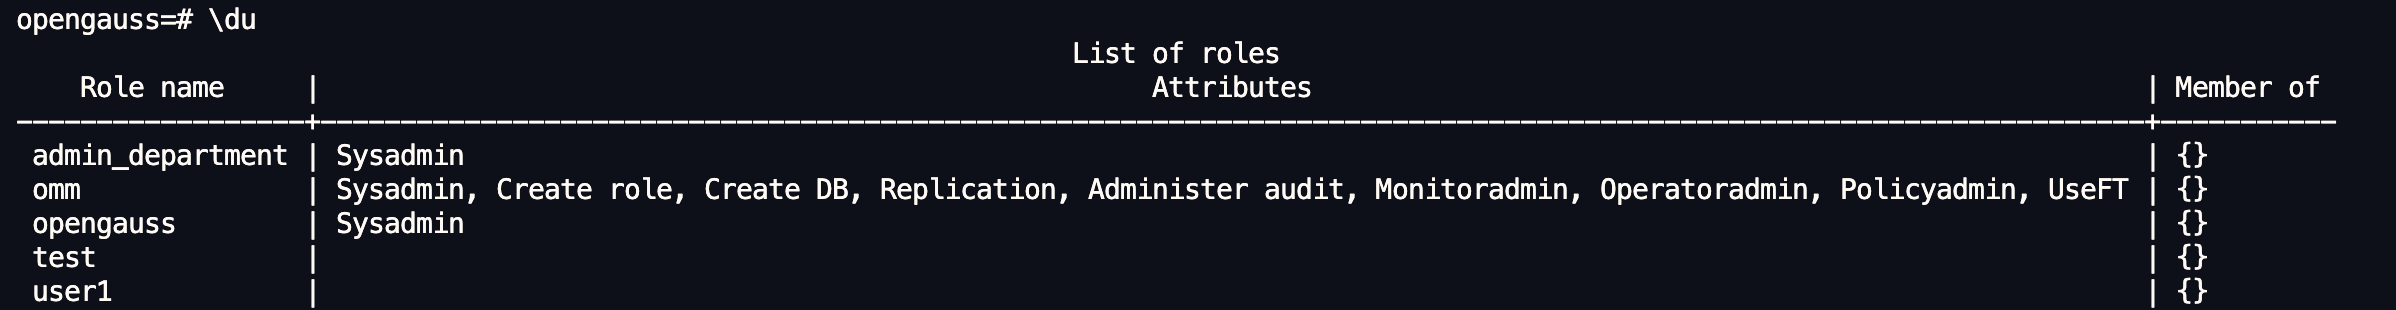 opengauss=# \du
                                                                  List of roles
    Role name     |                                                    Attributes                                                    | Member of
------------------+------------------------------------------------------------------------------------------------------------------+-----------
 admin_department | Sysadmin                                                                                                         | {}
 omm              | Sysadmin, Create role, Create DB, Replication, Administer audit, Monitoradmin, Operatoradmin, Policyadmin, UseFT | {}
 opengauss        | Sysadmin                                                                                                         | {}
 test             |                                                                                                                  | {}
 user1            |                                                                                                                  | {}